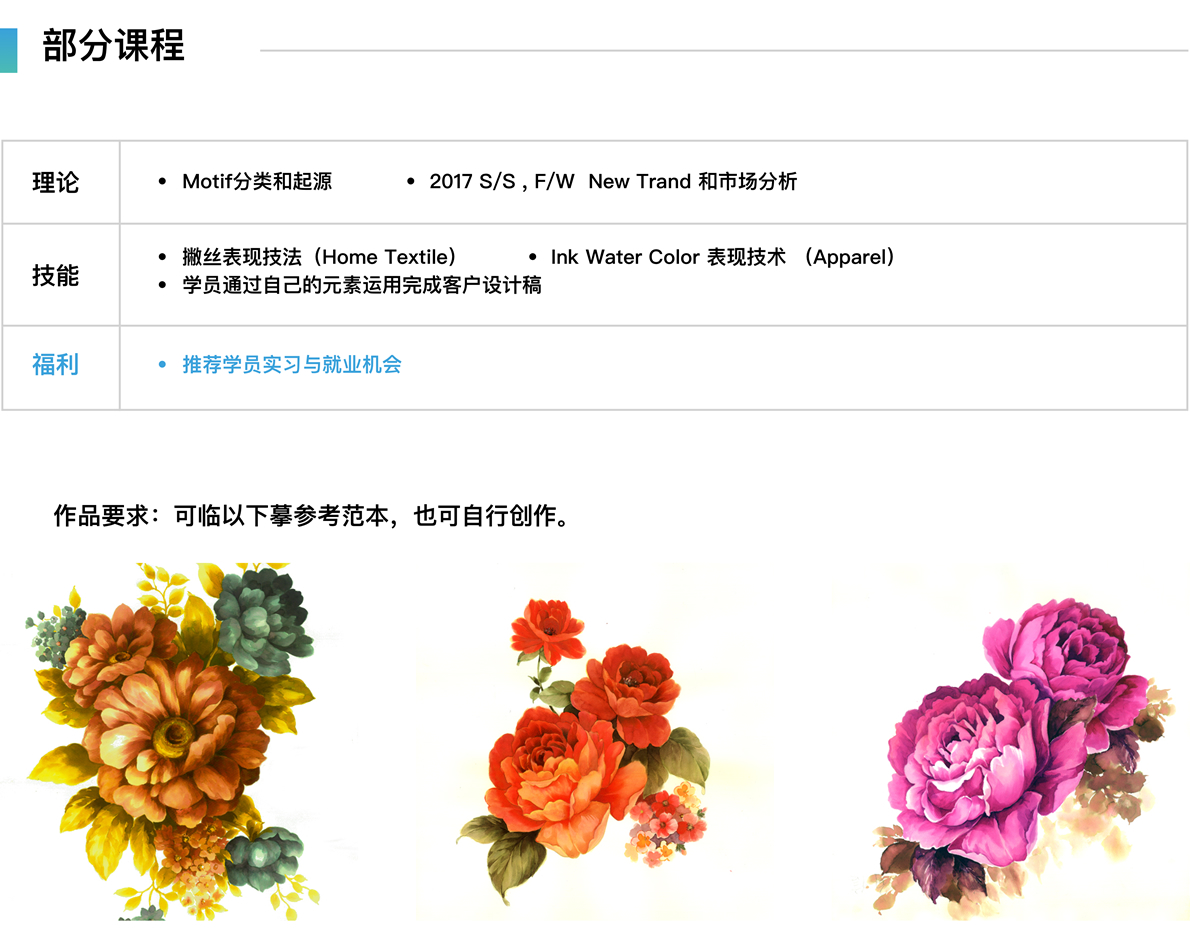 部分课程
理论
• Motif分类和起源 • 2017 S/S , F/W New Trand 和市场分析
技能
• 撇丝表现技法（Home Textile） • Ink Water Color 表现技术 （Apparel）
• 学员通过自己的元素运用完成客户设计稿
福利
• 推荐学员实习与就业机会
作品要求：可临以下摹参考范本，也可自行创作。